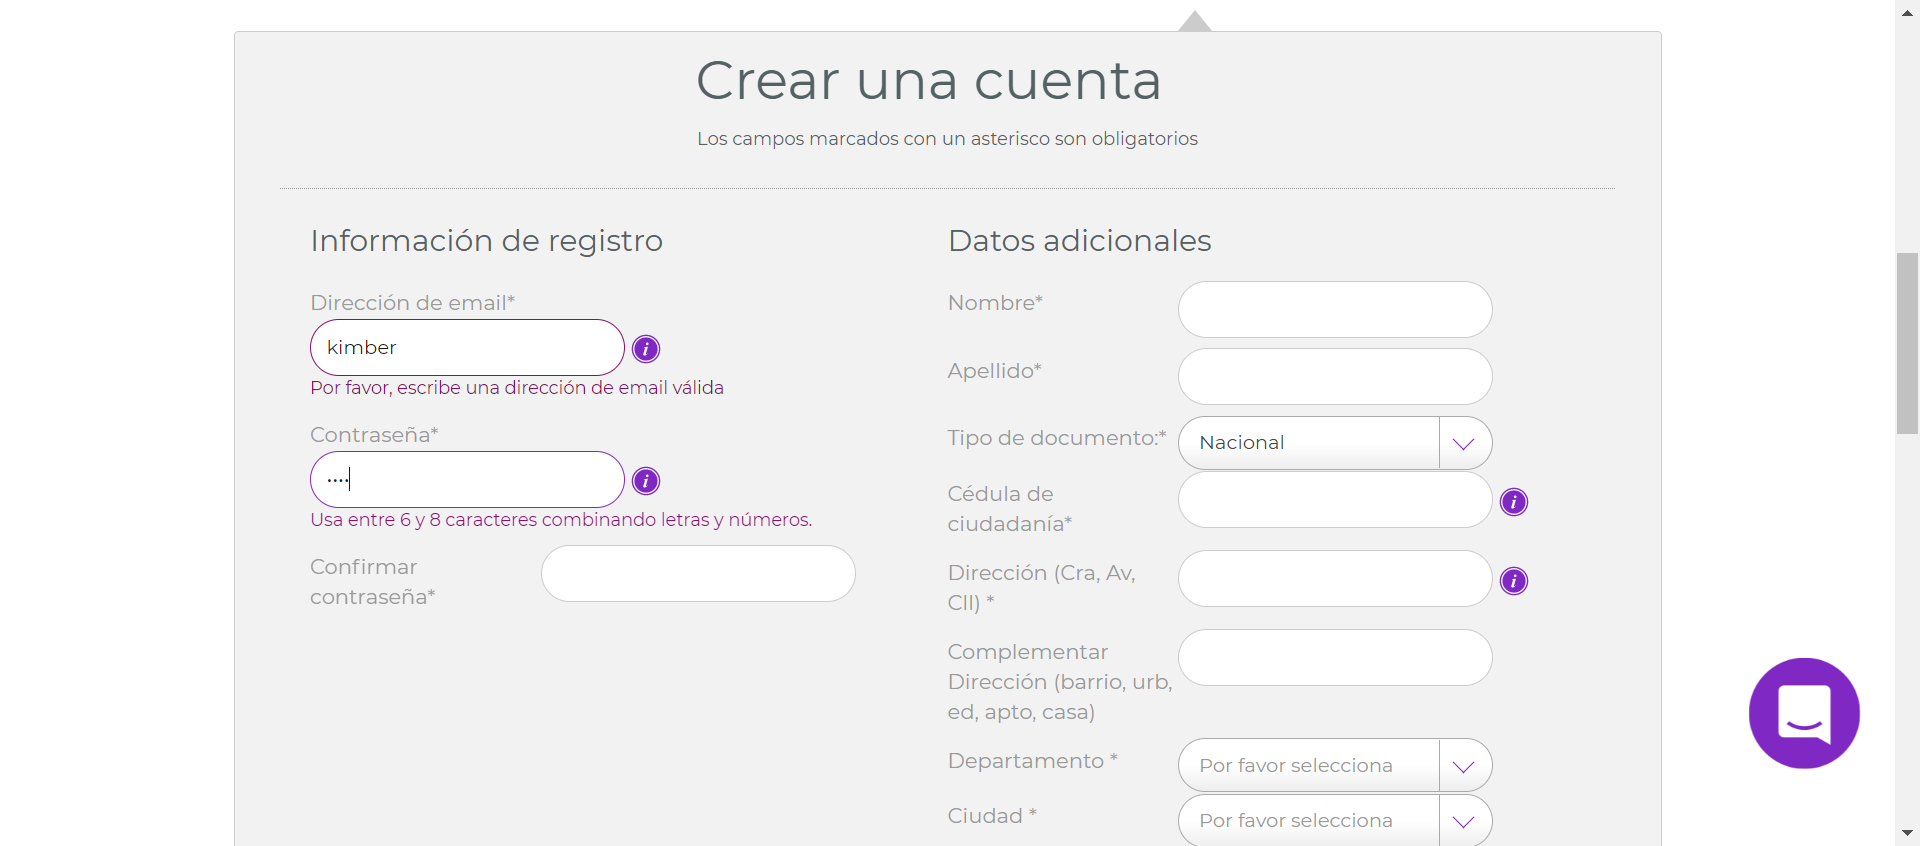 Crear una cuenta
Los campos marcados con un asterisco son obligatorios
Información de registro
Dirección de email*
kimber
i
Por favor, escribe una dirección de email válida
Contraseña*
····
i
Usa entre 6 y 8 caracteres combinando letras y números.
Confirmar
contraseña*
Datos adicionales
Nombre*
Apellido*
Tipo de documento:*
Nacional
Cédula de
ciudadanía*
i
Dirección (Cra, Av,
Cll) *
i
Complementar
Dirección (barrio, urb,
ed, apto, casa)
Departamento *
Por favor selecciona
Ciudad *
Por favor selecciona